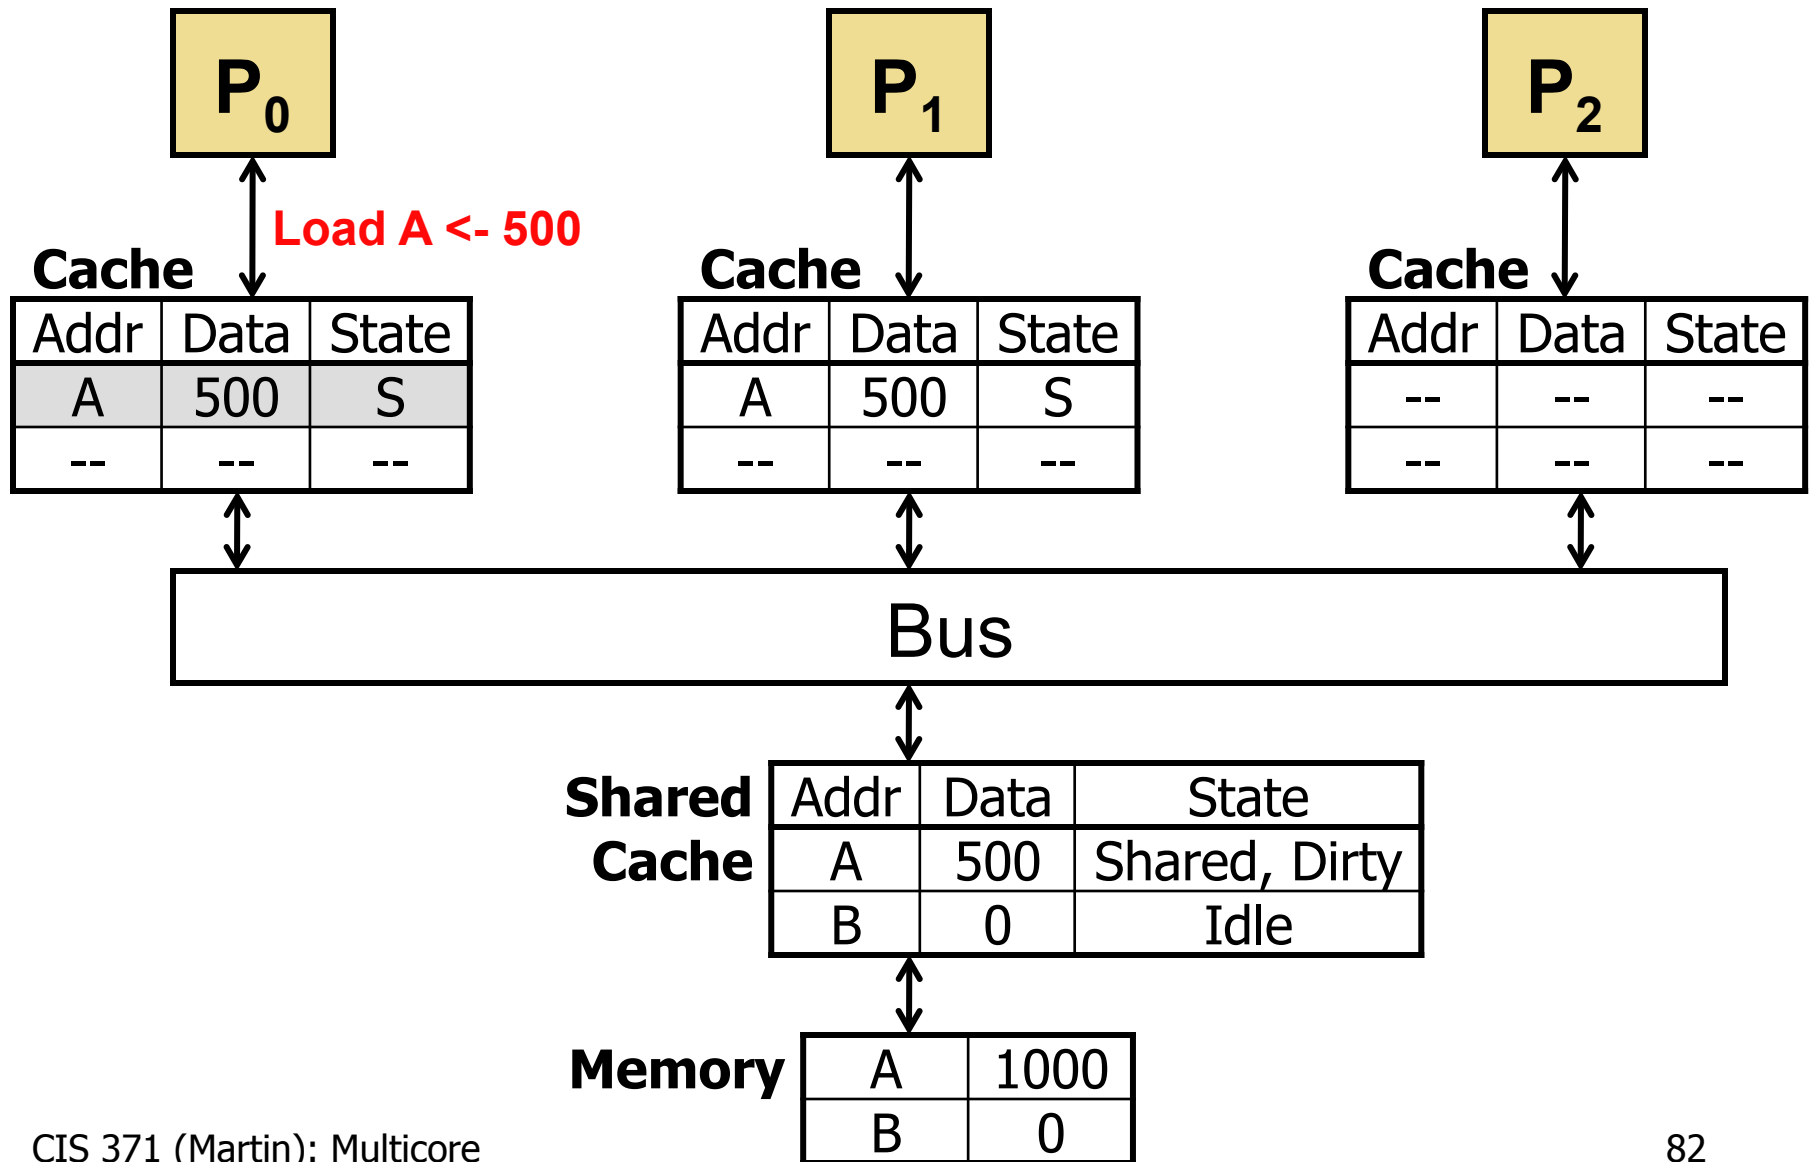 P0 P1 P2
Load A <- 500
Cache Cache Cache
Addr Data State Addr Data State Addr Data State
A 500 S A 500 S -- -- --
-- -- -- -- -- -- -- -- --
Bus
Shared Addr Data State
Cache A 500 Shared, Dirty
B 0 Idle
Memory A 1000
B 0
CIS 371 (Martin): Multicore 82